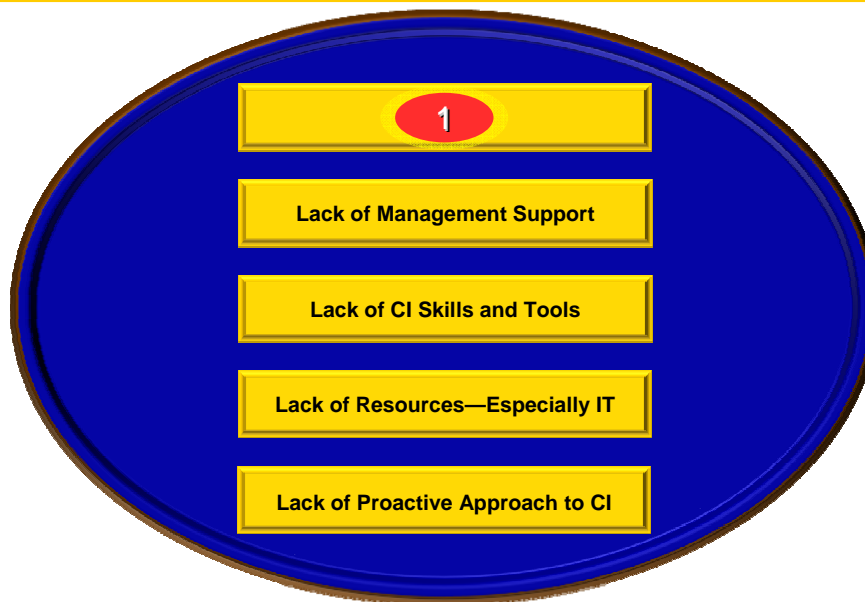 1
Lack of Management Support
Lack of CI Skills and Tools
Lack of Resources—Especially IT
Lack of Proactive Approach to CI